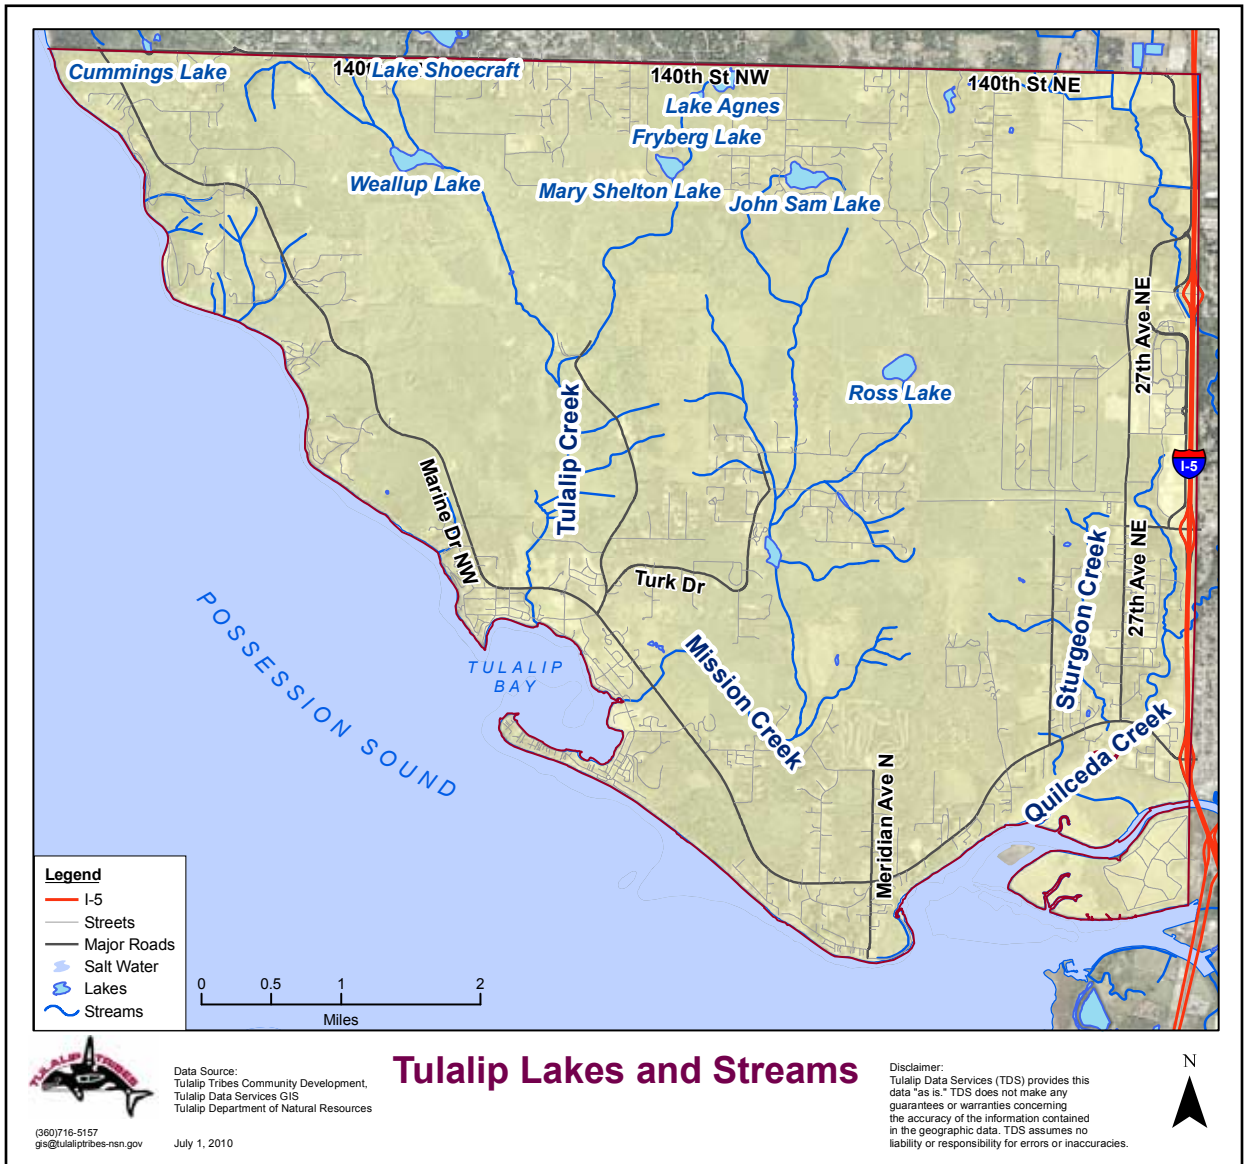 Cummings Lake
140t
Lake Shoecraft
140th St NW
140th St NE
Lake Agnes
Fryberg Lake
Weallup Lake
Mary Shelton Lake
John Sam Lake
27th Ave NE
Ross Lake
Tulalip Creek
I-5
Marine Dr NW
Turk Dr
Sturgeon Creek
27th Ave NE
POSSESSION SOUND
TULALIP
BAY
Mission Creek
Quilceda Creek
Meridian Ave N
Legend
I-5
Streets
Major Roads
Salt Water
Lakes
Streams
0 0.5 1 2
Miles
TULALIP TRIBES
(360)716-5157
gis@tulaliptribes-nsn.gov
Data Source:
Tulalip Tribes Community Development,
Tulalip Data Services GIS
Tulalip Department of Natural Resources
July 1, 2010
Tulalip Lakes and Streams
Disclaimer:
Tulalip Data Services (TDS) provides this
data "as is." TDS does not make any
guarantees or warranties concerning
the accuracy of the information contained
in the geographic data. TDS assumes no
liability or responsibility for errors or inaccuracies.
N